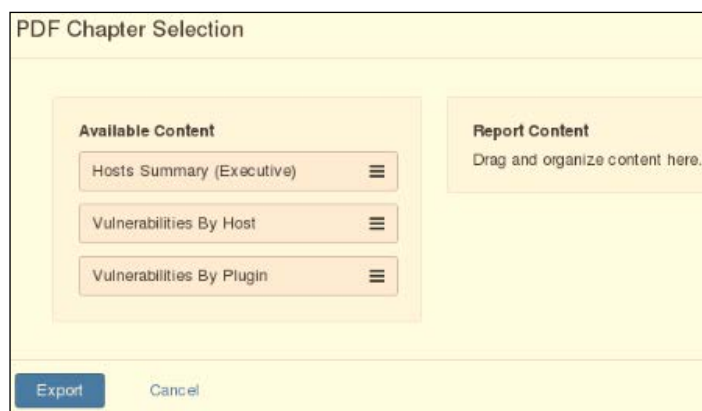 PDF Chapter Selection
Available Content
Hosts Summary (Executive)
Vulnerabilities By Host
Vulnerabilities By Plugin
Report Content
Drag and organize content here.
Export
Cancel